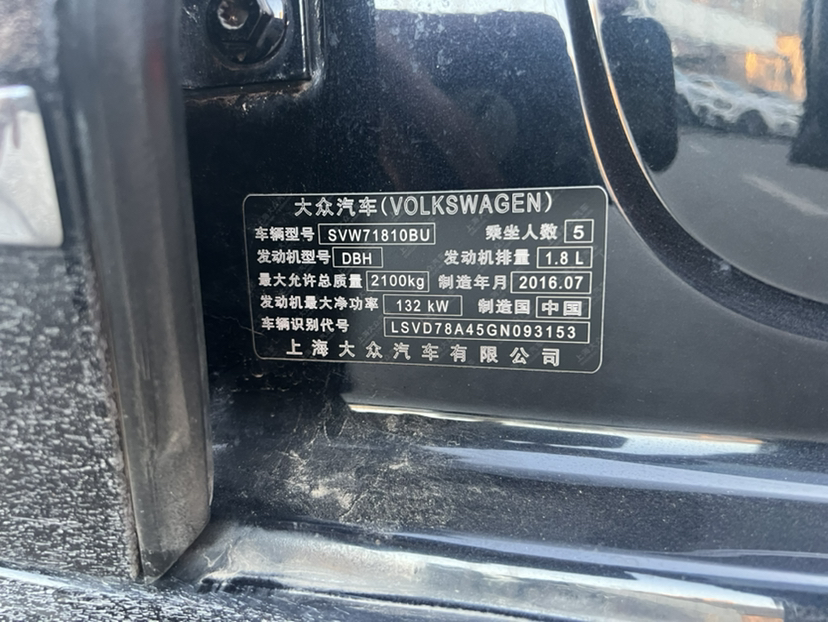 大众汽车(VOLKSWAGEN)
车辆型号 SVW71810BU 乘坐人数 5
发动机型号 DBH 发动机排量 1.8 L
最大允许总质量 2100kg 制造年月 2016.07
发动机最大净功率 132 kW 制造国 中国
车辆识别代号 LSVD78A45GN093153
上海大众汽车有限公司